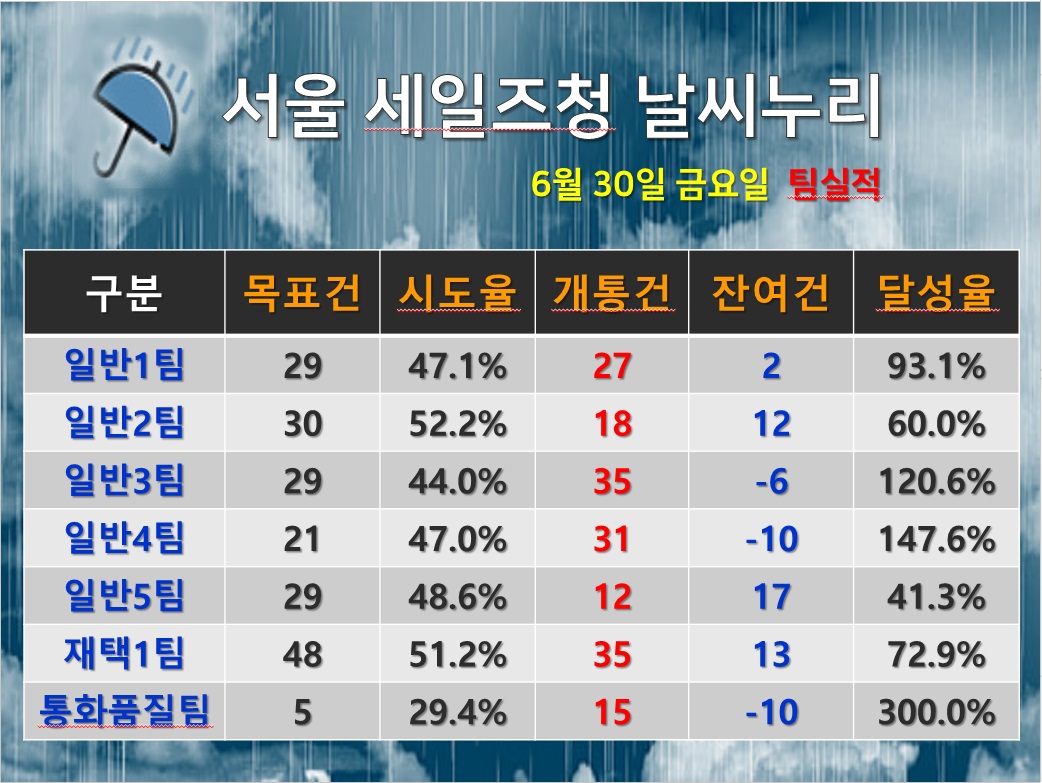 서울 세일즈청 날씨누리
6월 30일 금요일 팀실적
구분 목표건 시도율 개통건 잔여건 달성율
일반1팀 29 47.1% 27 2 93.1%
일반2팀 30 52.2% 18 12 60.0%
일반3팀 29 44.0% 35 -6 120.6%
일반4팀 21 47.0% 31 -10 147.6%
일반5팀 29 48.6% 12 17 41.3%
재택1팀 48 51.2% 35 13 72.9%
통화품질팀 5 29.4% 15 -10 300.0%